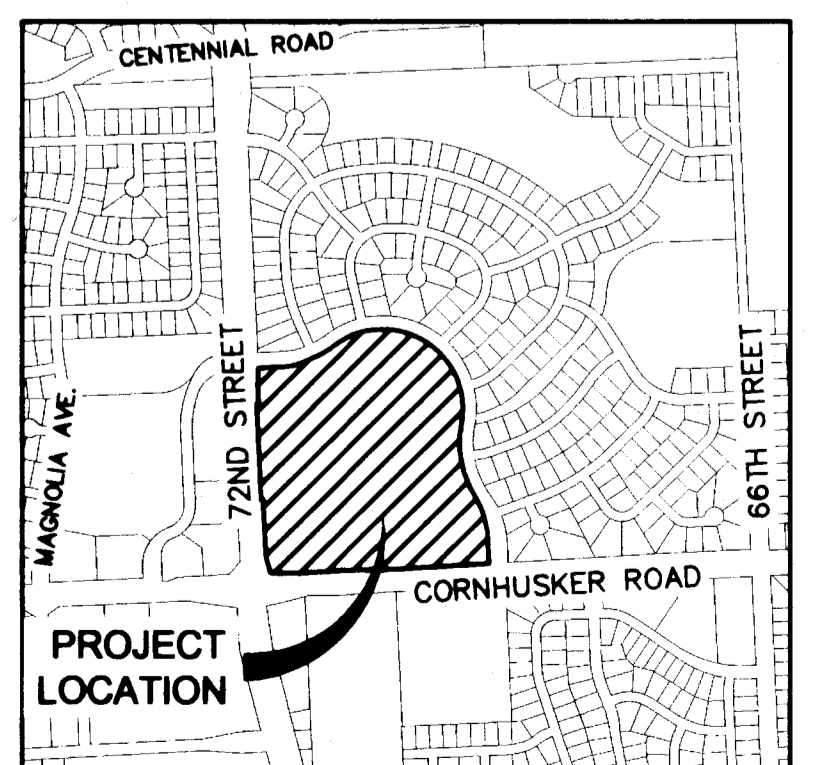 CENTENNIAL ROAD
72ND STREET
66TH STREET
MAGNOLIA AVE.
CORNHUSKER ROAD
PROJECT
LOCATION